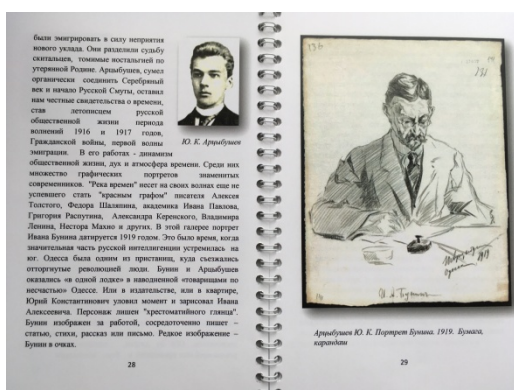 были эмигрировать в силу неприятия
нового уклада. Они разделили судьбу
скитальцев, томимые ностальгией по
утерянной Родине. Арцыбушев, сумел
органически соединить Серебряный
век и начало Русской Смуты, оставил
нам честные свидетельства о времени,
став летописцем русской
общественной жизни периода
волнений 1916 и 1917 годов,
Гражданской войны, первой волны
эмиграции. В его работах - динамизм
общественной жизни, дух и атмосфера времени. Среди них
множество графических портретов знаменитых
современников. "Река времени" несет на своих волнах еще не
успевшего стать "красным графом" писателя Алексея
Толстого, Федора Шаляпина, академика Ивана Павлова,
Григория Распутина, Александра Керенского, Владимира
Ленина, Нестора Махно и других. В этой галерее портрет
Ивана Бунина датируется 1919 годом. Это было время, когда
значительная часть русской интеллигенции устремилась на
юг. Одесса была одним из пристанищ, куда съезжались
отторгнутые революцией люди. Бунин и Арцыбушев
оказались «в одной лодке» в наводненной «товарищами по
несчастью» Одессе. Или в издательстве, или в квартире,
Юрий Константинович уловил момент и зарисовал Ивана
Алексеевича. Персонаж лишен "хрестоматийного глянца".
Бунин изображен за работой, сосредоточенно пишет –
статью, стихи, рассказ или письмо. Редкое изображение –
Бунин в очках.
Ю. К. Арцыбушев
28
136
131
1919
16
И. А. Бунин
Арцыбушев Ю. К. Портрет Бунина. 1919. Бумага,
карандаш
29